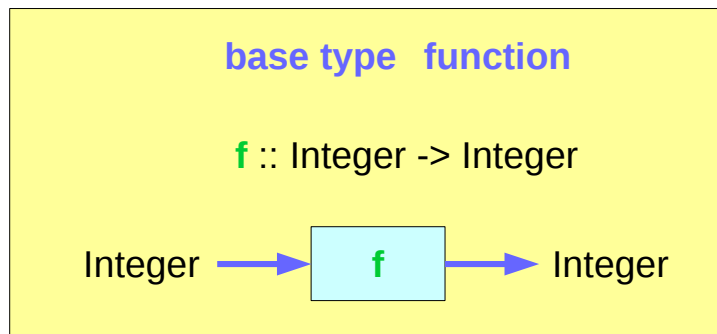 base type function
f :: Integer -> Integer
Integer f Integer